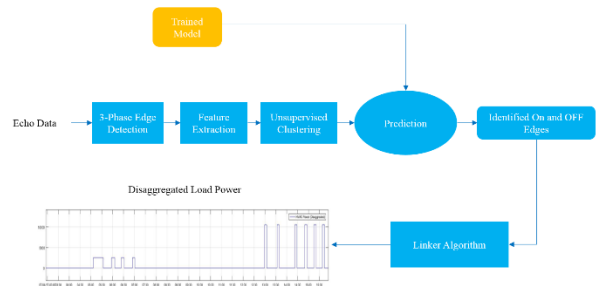 Trained
Model
Echo Data
3-Phase Edge
Detection
Feature
Extraction
Unsupervised
Clustering
Prediction
Identified On and OFF
Edges
Disaggregated Load Power
Linker Algorithm